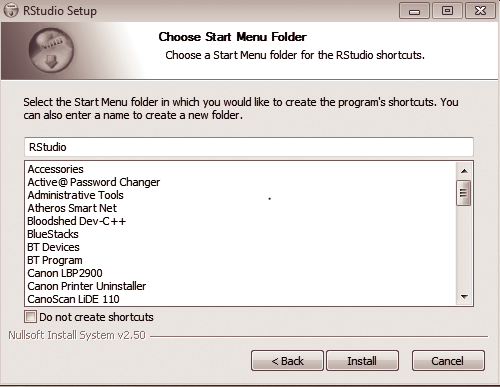 RStudio Setup
Choose Start Menu Folder
Choose a Start Menu folder for the RStudio shortcuts.
Select the Start Menu folder in which you would like to create the program's shortcuts. You
can also enter a name to create a new folder.
RStudio
Accessories
Active@ Password Changer
Administrative Tools
Atheros Smart Net
Bloodshed Dev-C++
BlueStacks
BT Devices
BT Program
Canon LBP2900
Canon Printer Uninstaller
CanoScan LiDE 110
Do not create shortcuts
Nullsoft Install System v2.50
< Back
Install
Cancel